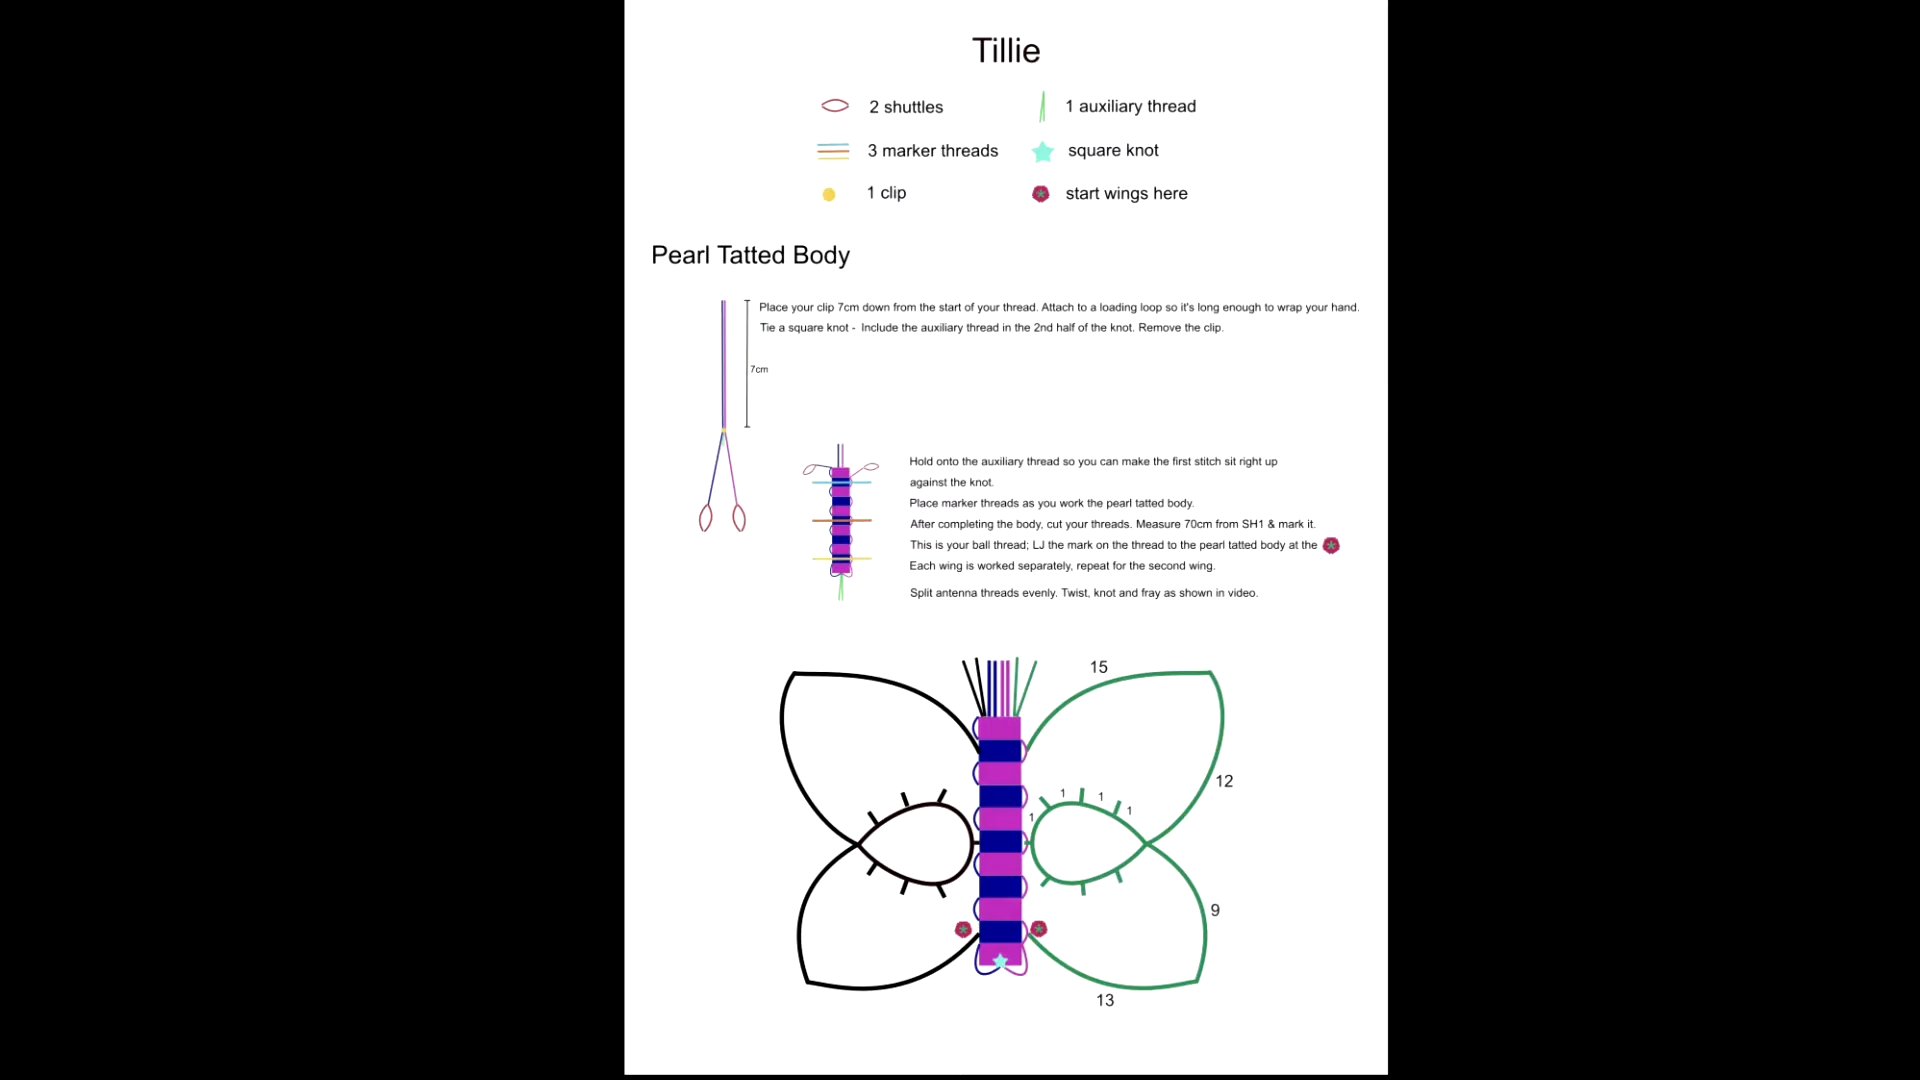 Tillie
2 shuttles
1 auxiliary thread
3 marker threads
square knot
1 clip
start wings here
Pearl Tatted Body
Place your clip 7cm down from the start of your thread. Attach to a loading loop so it's long enough to wrap your hand.
Tie a square knot - Include the auxiliary thread in the 2nd half of the knot. Remove the clip.
7cm
Hold onto the auxiliary thread so you can make the first stitch sit right up
against the knot.
Place marker threads as you work the pearl tatted body.
After completing the body, cut your threads. Measure 70cm from SH1 & mark it.
This is your ball thread; LJ the mark on the thread to the pearl tatted body at the
Each wing is worked separately, repeat for the second wing.
Split antenna threads evenly. Twist, knot and fray as shown in video.
15
12
1
1
1
1
9
13